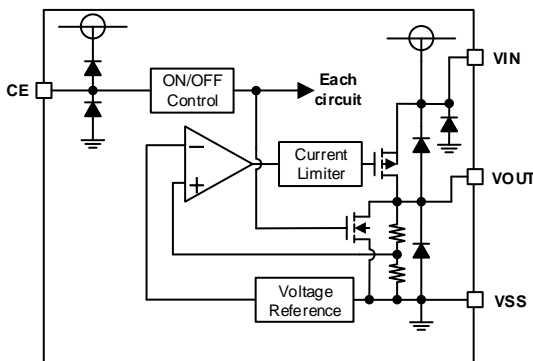 CE
ON/OFF
Control
Each
circuit
VIN
−
+
Current
Limiter
VOUT
Voltage
Reference
VSS